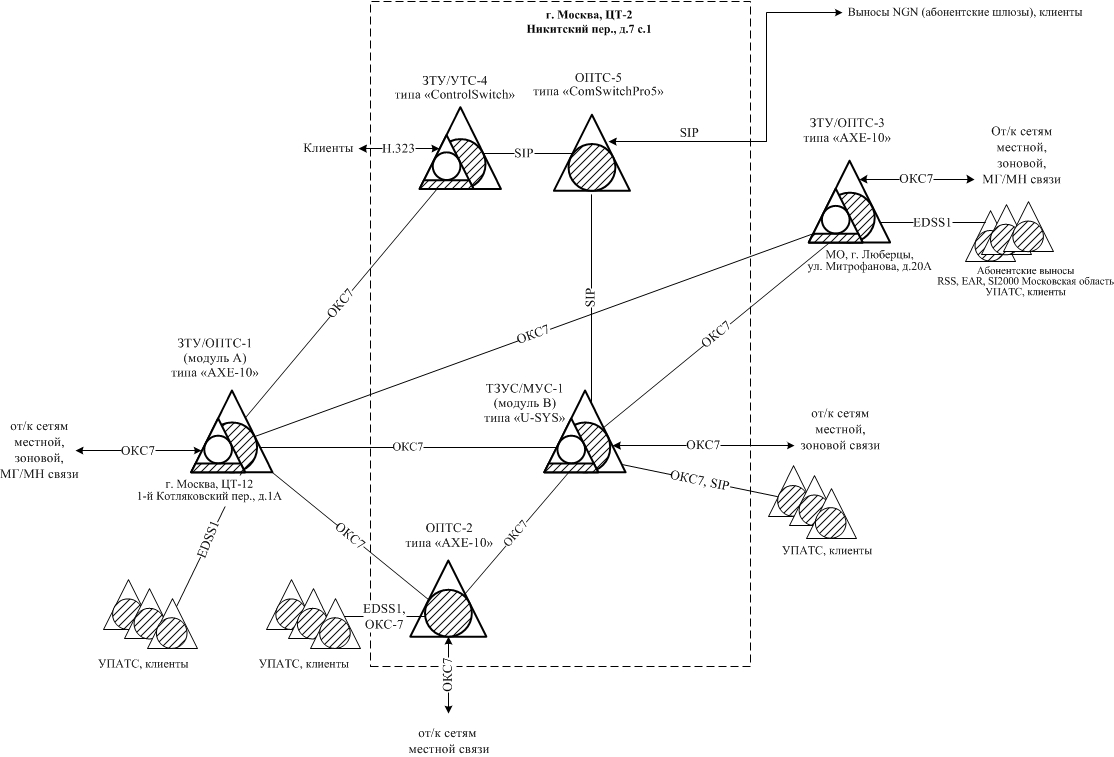 г. Москва, ЦТ-2
Никитский пер., д.7 с.1
Выносы NGN (абонентские шлюзы), клиенты
ЗТУ/УТС-4
типа «ControlSwitch»
ОПТС-5
типа «ComSwitchPro5»
SIP
ЗТУ/ОПТС-3
типа «AXE-10»
От/к сетям
местной,
зоновой,
МГ/МН связи
Клиенты
H.323
SIP
ОКС7
EDSS1
МО, г. Люберцы,
ул. Митрофанова, д.20А
Абонентские выносы
RSS, EAR, SI2000 Московская область
УПАТС, клиенты
ОКС7
SIP
ОКС7
ОКС7
ЗТУ/ОПТС-1
(модуль А)
типа «AXE-10»
ТЗУС/МУС-1
(модуль В)
типа «U-SYS»
от/к сетям
местной,
зоновой,
МГ/МН связи
ОКС7
ОКС7
ОКС7
от/к сетям
местной,
зоновой связи
ОКС7, SIP
г. Москва, ЦТ-12
1-й Котляковский пер., д.1А
EDSS1
ОКС7
ОПТС-2
типа «AXE-10»
ОКС7
УПАТС, клиенты
EDSS1,
ОКС-7
УПАТС, клиенты
УПАТС, клиенты
ОКС7
от/к сетям
местной связи